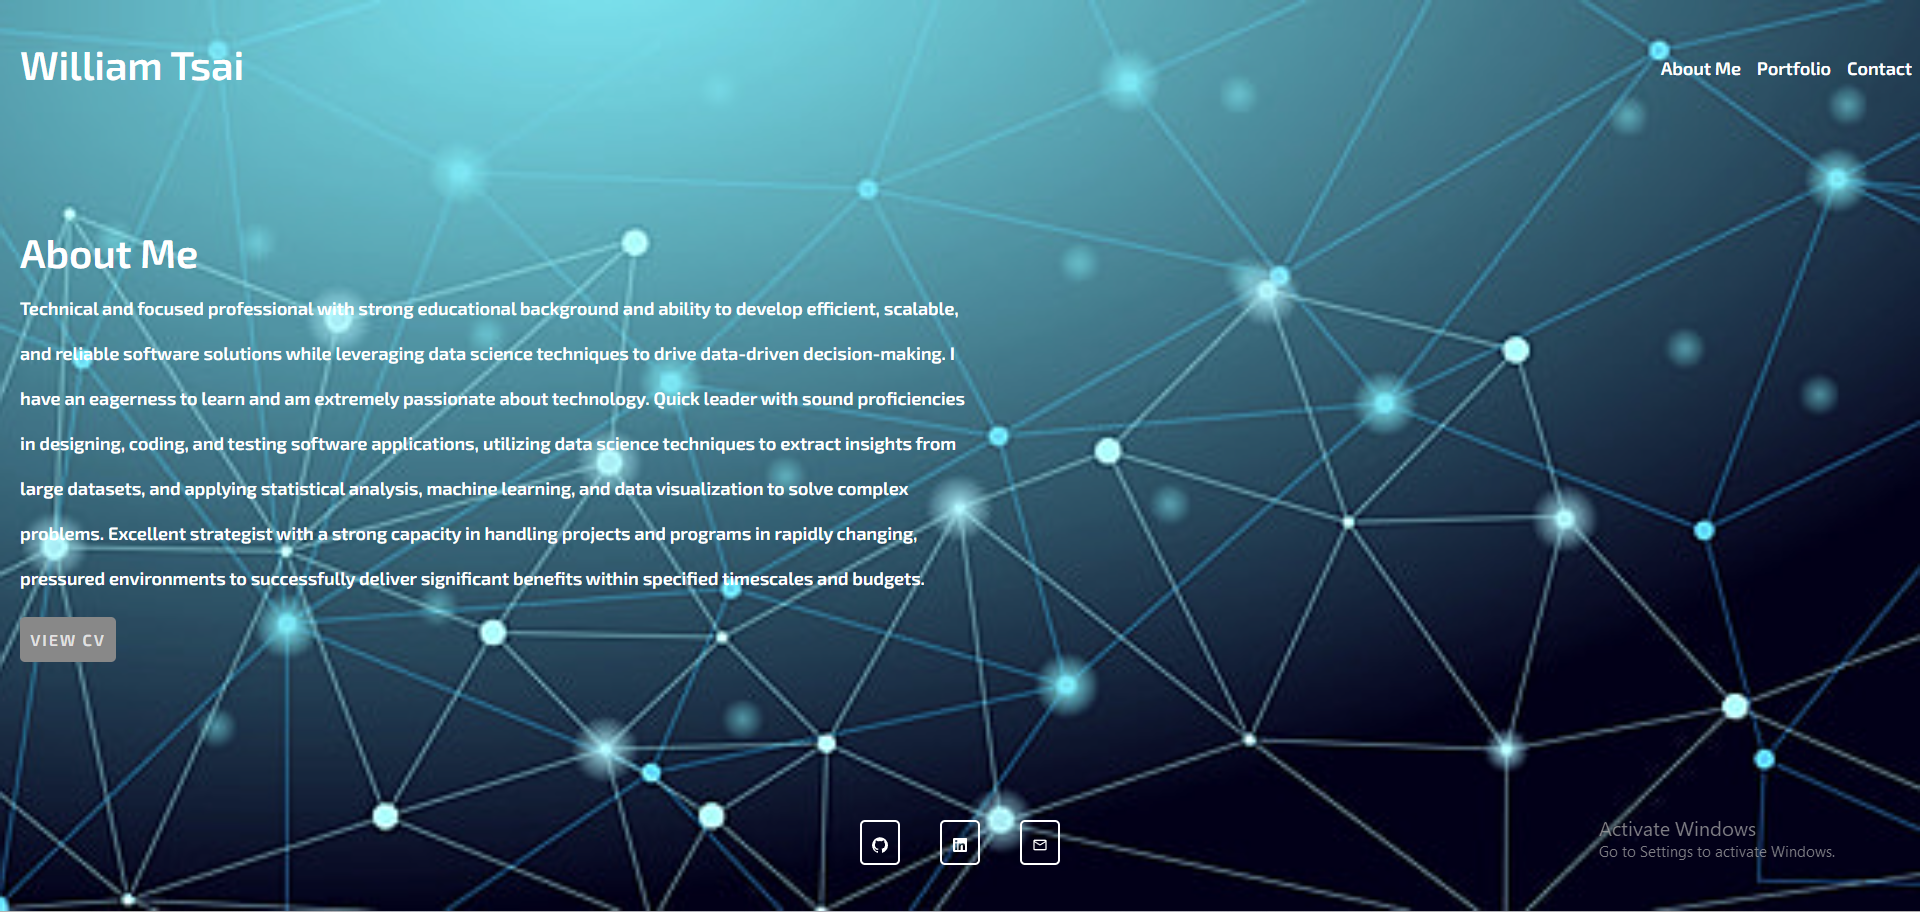 William Tsai
About Me Portfolio Contact
About Me
Technical and focused professional with strong educational background and ability to develop efficient, scalable,
and reliable software solutions while leveraging data science techniques to drive data-driven decision-making. I
have an eagerness to learn and am extremely passionate about technology. Quick leader with sound proficiencies
in designing, coding, and testing software applications, utilizing data science techniques to extract insights from
large datasets, and applying statistical analysis, machine learning, and data visualization to solve complex
problems. Excellent strategist with a strong capacity in handling projects and programs in rapidly changing,
pressured environments to successfully deliver significant benefits within specified timescales and budgets.
VIEW CV
Activate Windows
Go to Settings to activate Windows.